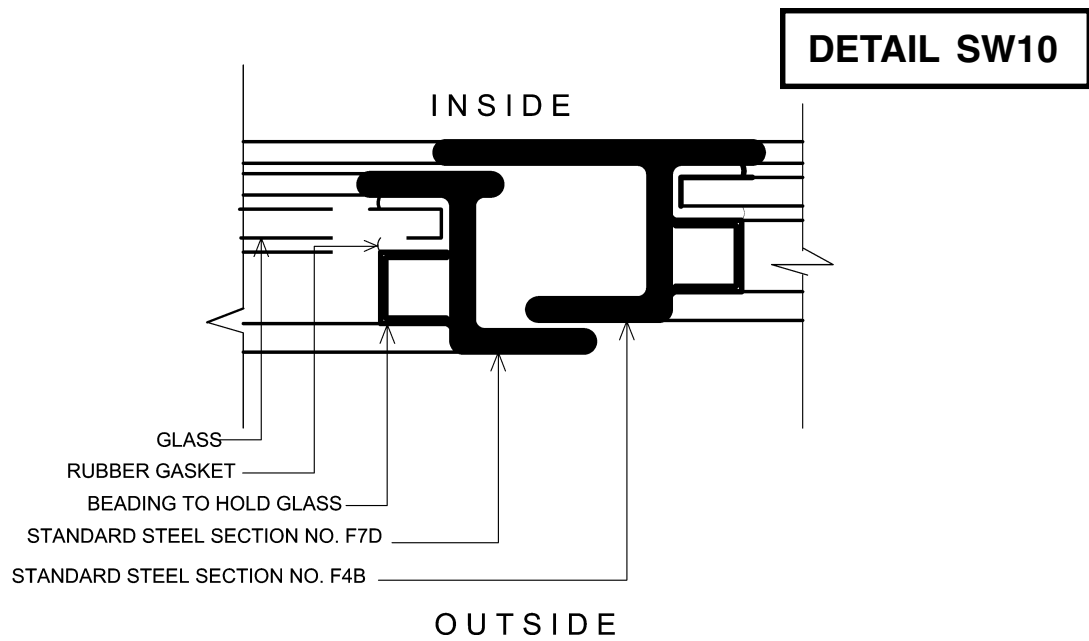 DETAIL SW10
INSIDE
GLASS
RUBBER GASKET
BEADING TO HOLD GLASS
STANDARD STEEL SECTION NO. F7D
STANDARD STEEL SECTION NO. F4B
OUTSIDE